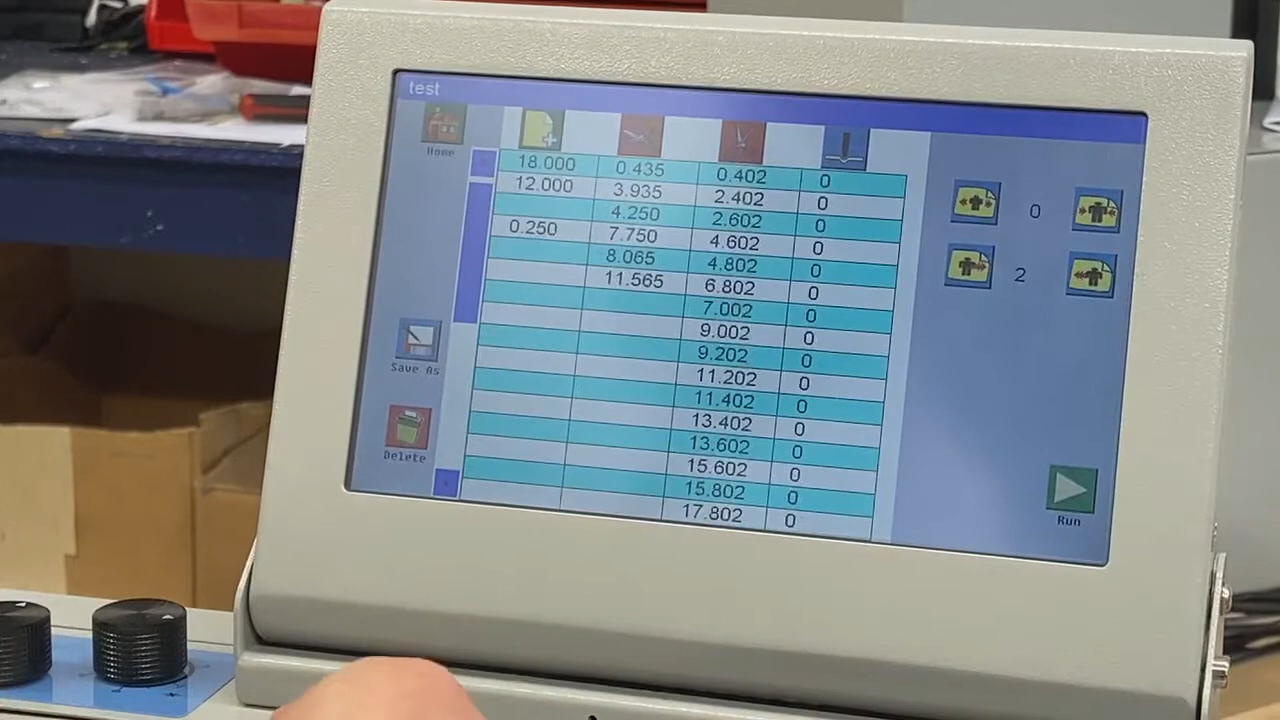 test
Home
18.000 0.435 0.402 0
12.000 3.935 2.402 0
4.250 2.602 0
0.250 7.750 4.602 0
8.065 4.802 0
11.565 6.802 0
7.002 0
9.002 0
9.202 0
11.202 0
11.402 0
13.402 0
13.602 0
15.602 0
15.802 0
17.802 0
0
2
Save As
Delete
Run